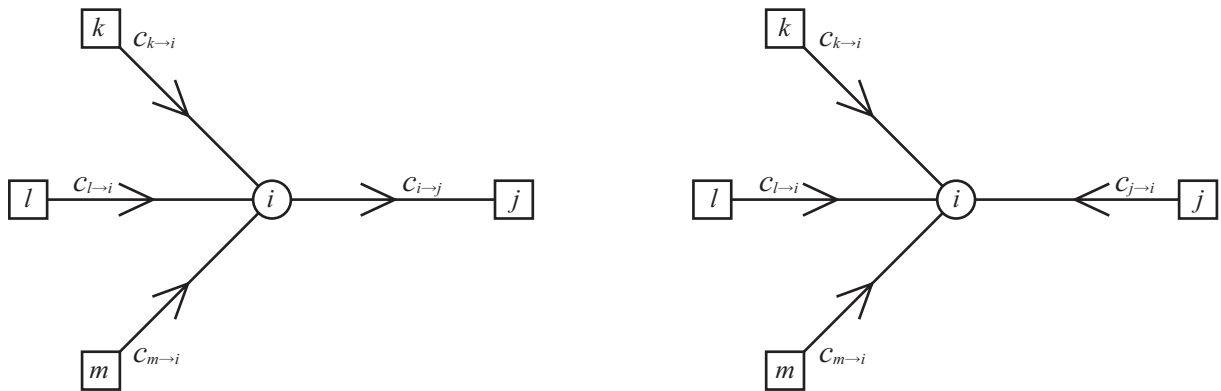 k
c_{k→i}
l
c_{l→i}
i
c_{i→j}
j
m
c_{m→i}
k
c_{k→i}
l
c_{l→i}
i
c_{j→i}
j
m
c_{m→i}